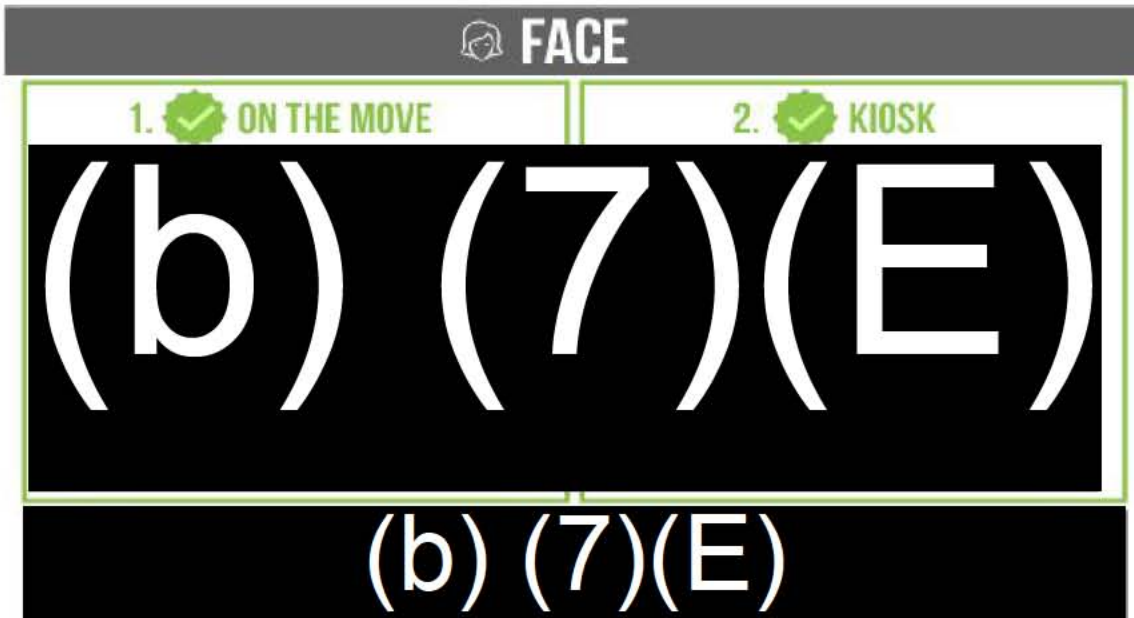 FACE
1. ON THE MOVE
2. KIOSK
(b) (7)(E)
(b) (7)(E)